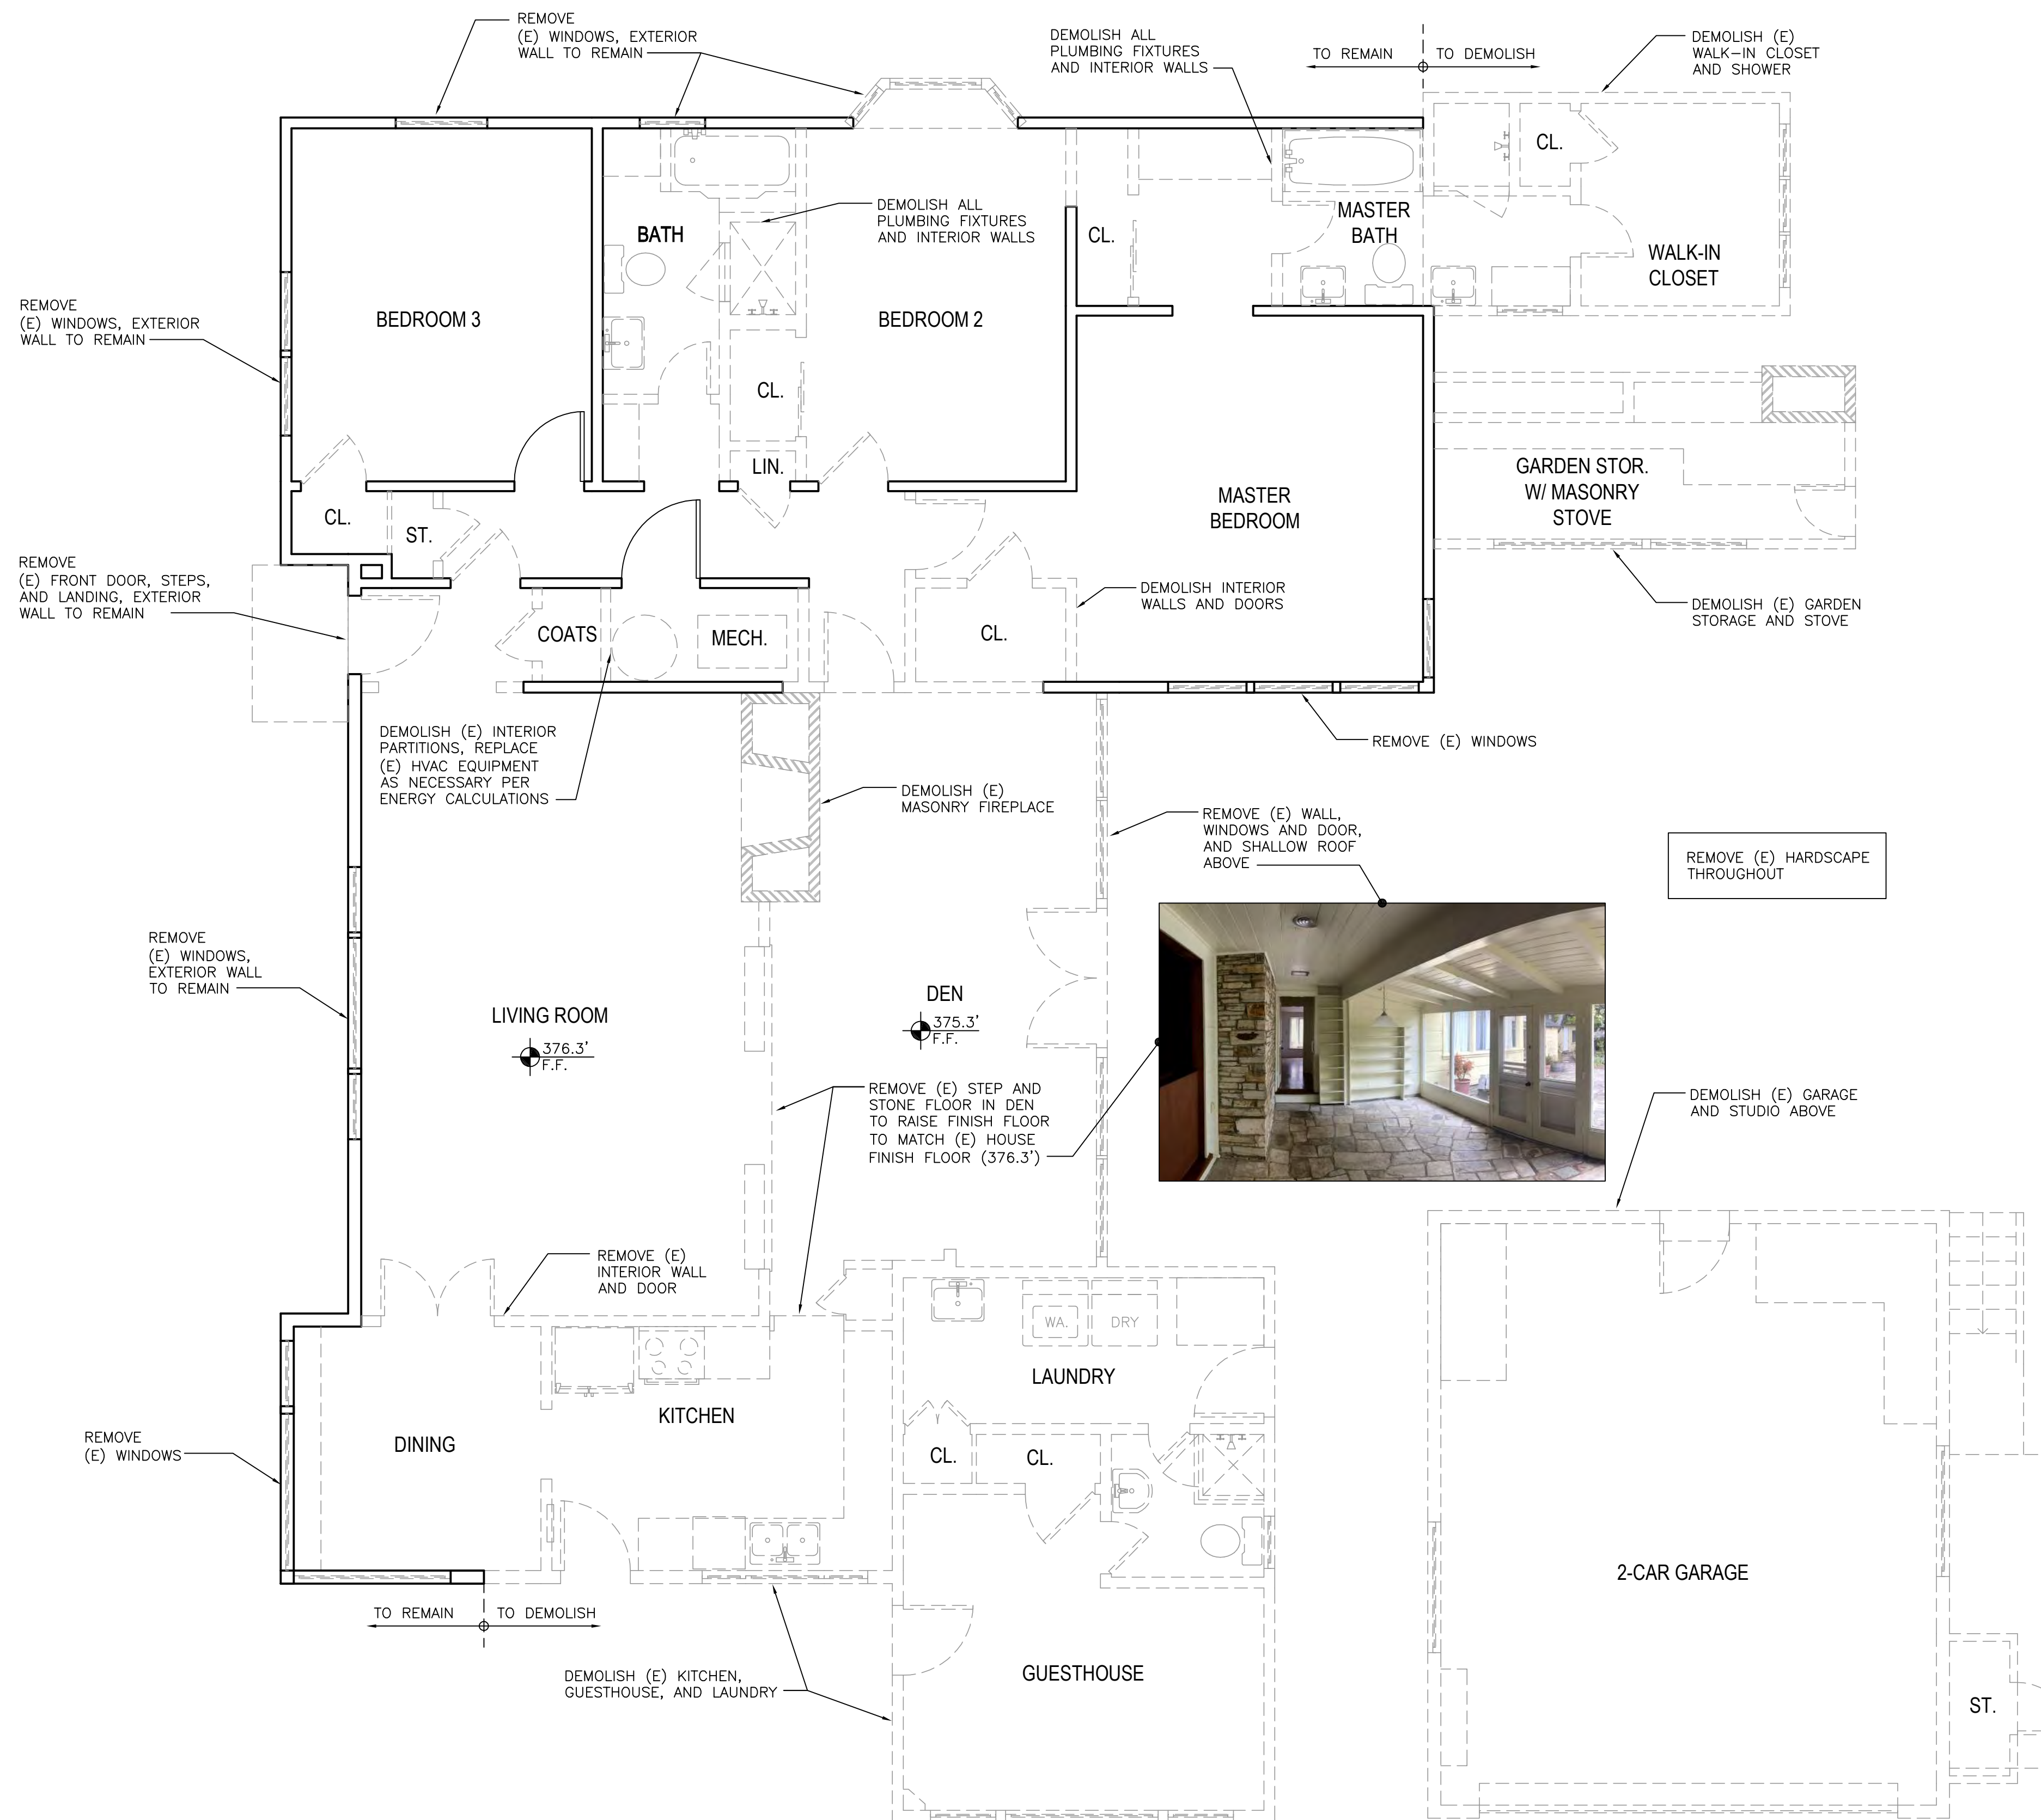 REMOVE
(E) WINDOWS, EXTERIOR
WALL TO REMAIN
DEMOLISH ALL
PLUMBING FIXTURES
AND INTERIOR WALLS
TO REMAIN
TO DEMOLISH
DEMOLISH (E)
WALK-IN CLOSET
AND SHOWER
CL.
DEMOLISH ALL
PLUMBING FIXTURES
AND INTERIOR WALLS
BATH
CL.
MASTER
BATH
WALK-IN
CLOSET
REMOVE
(E) WINDOWS, EXTERIOR
WALL TO REMAIN
BEDROOM 3
BEDROOM 2
CL.
LIN.
GARDEN STOR.
W/ MASONRY
STOVE
MASTER
BEDROOM
CL.
ST.
REMOVE
(E) FRONT DOOR, STEPS,
AND LANDING, EXTERIOR
WALL TO REMAIN
DEMOLISH INTERIOR
WALLS AND DOORS
DEMOLISH (E) GARDEN
STORAGE AND STOVE
COATS
MECH.
CL.
DEMOLISH (E) INTERIOR
PARTITIONS, REPLACE
(E) HVAC EQUIPMENT
AS NECESSARY PER
ENERGY CALCULATIONS
REMOVE (E) WINDOWS
DEMOLISH (E)
MASONRY FIREPLACE
REMOVE (E) WALL,
WINDOWS AND DOOR,
AND SHALLOW ROOF
ABOVE
REMOVE (E) HARDSCAPE
THROUGHOUT
REMOVE
(E) WINDOWS,
EXTERIOR WALL
TO REMAIN
LIVING ROOM
376.3'
F.F.
DEN
375.3'
F.F.
REMOVE (E) STEP AND
STONE FLOOR IN DEN
TO RAISE FINISH FLOOR
TO MATCH (E) HOUSE
FINISH FLOOR (376.3')
DEMOLISH (E) GARAGE
AND STUDIO ABOVE
REMOVE (E)
INTERIOR WALL
AND DOOR
WA.
DRY
LAUNDRY
KITCHEN
DINING
CL.
CL.
REMOVE
(E) WINDOWS
2-CAR GARAGE
TO REMAIN
TO DEMOLISH
DEMOLISH (E) KITCHEN,
GUESTHOUSE, AND LAUNDRY
GUESTHOUSE
ST.